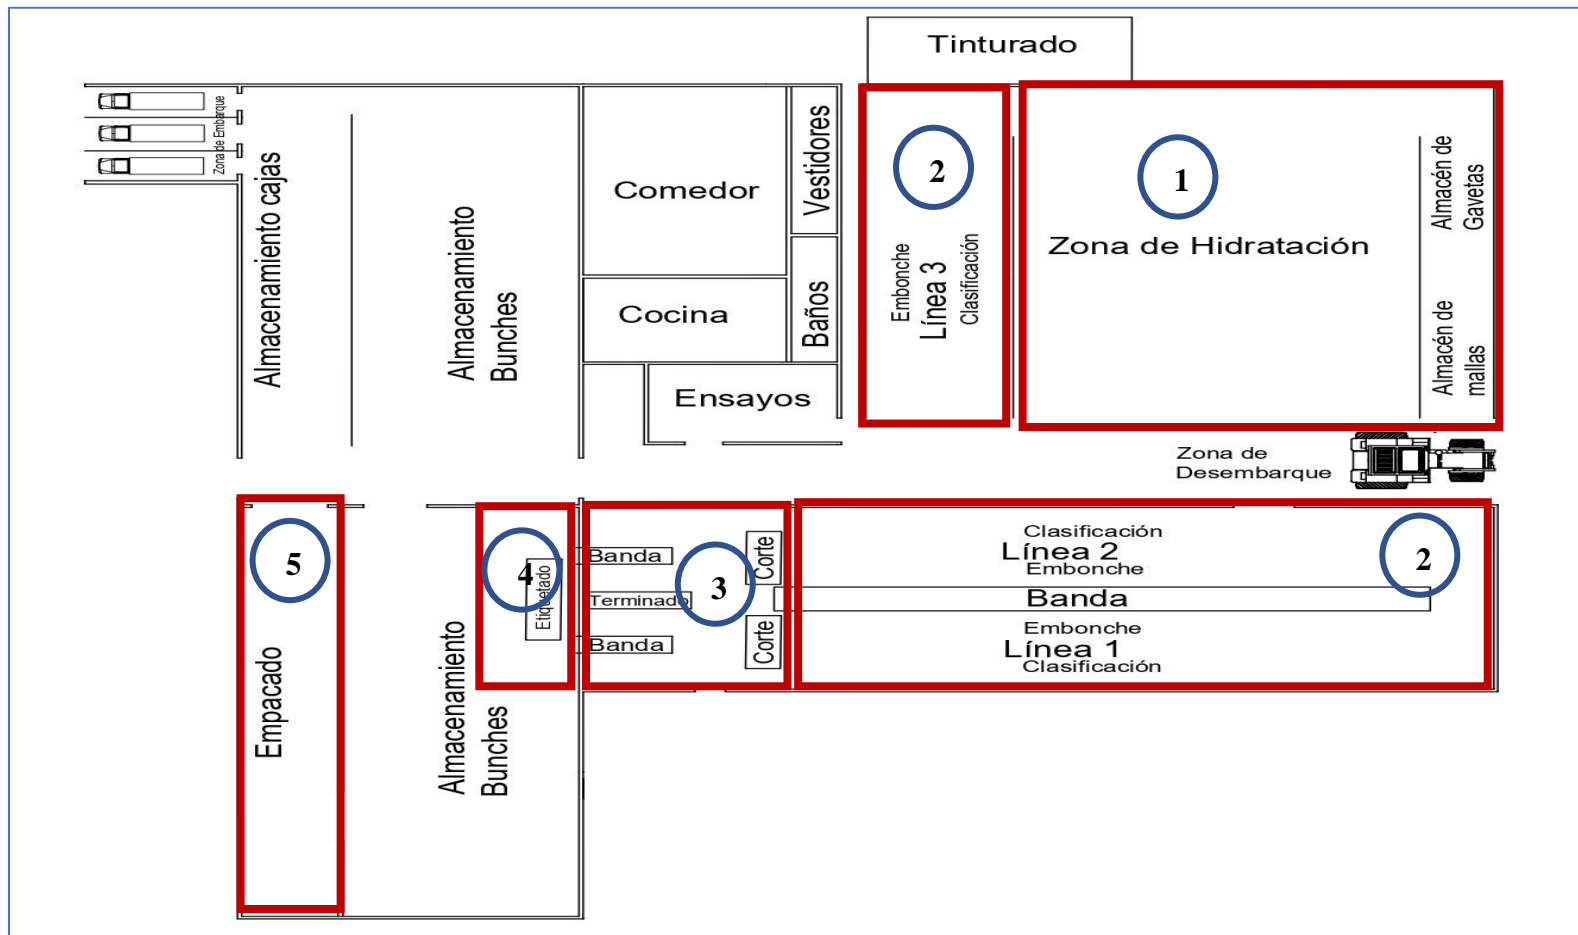 Tinturado
Zona de Embarque
Almacenamiento cajas
Almacenamiento
Bunches
Comedor
Vestidores
Cocina
Baños
Ensayos
2
Embonche
Línea 3
Clasificación
1
Zona de Hidratación
Almacén de
Gavetas
Almacén de
mallas
Zona de
Desembarque
5
Empacado
Almacenamiento
Bunches
4
Etiquetado
Banda
Terminado
Banda
3
Corte
Corte
Clasificación
Línea 2
Embonche
Banda
Embonche
Línea 1
Clasificación
2